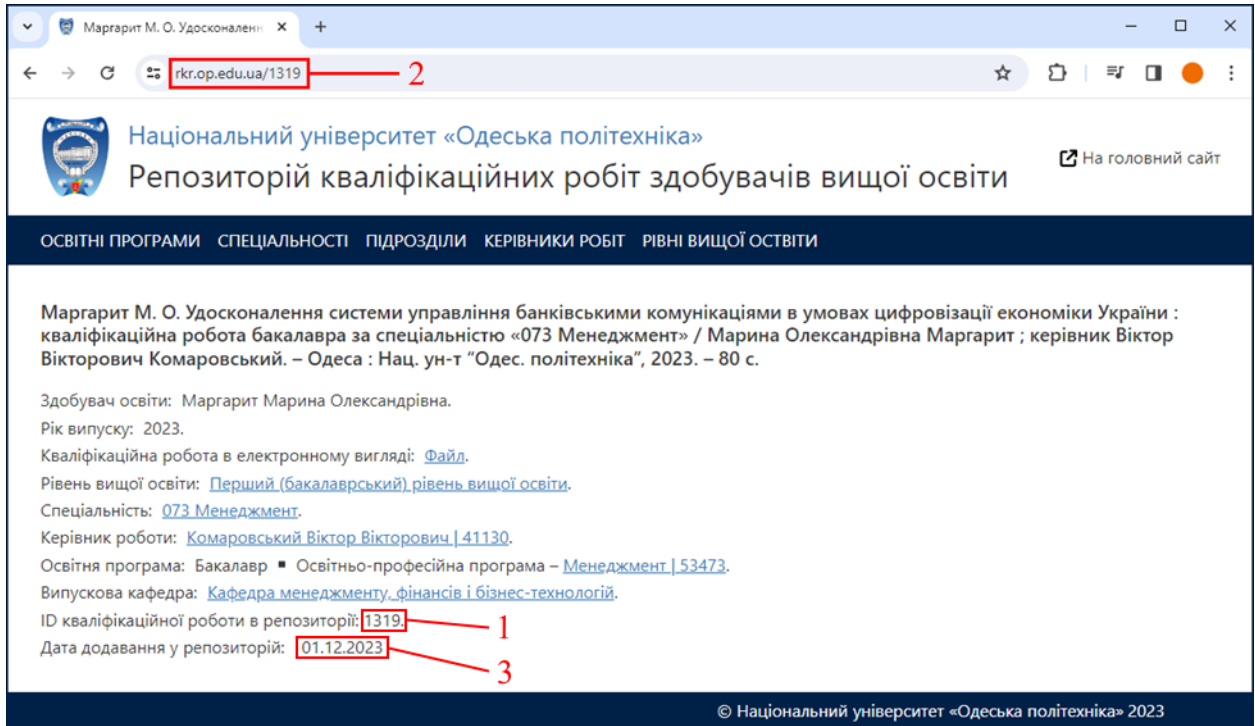 Маргарит М. О. Удосконаленн
rkr.op.edu.ua/1319
2
Національний університет «Одеська політехніка»
Репозиторій кваліфікаційних робіт здобувачів вищої освіти
На головний сайт
ОСВІТНІ ПРОГРАМИ СПЕЦІАЛЬНОСТІ ПІДРОЗДІЛИ КЕРІВНИКИ РОБІТ РІВНІ ВИЩОЇ ОСТВІТИ
Маргарит М. О. Удосконалення системи управління банківськими комунікаціями в умовах цифровізації економіки України :
кваліфікаційна робота бакалавра за спеціальністю «073 Менеджмент» / Марина Олександрівна Маргарит ; керівник Віктор
Вікторович Комаровський. – Одеса : Нац. ун-т “Одес. політехніка”, 2023. – 80 с.
Здобувач освіти: Маргарит Марина Олександрівна.
Рік випуску: 2023.
Кваліфікаційна робота в електронному вигляді: Файл.
Рівень вищої освіти: Перший (бакалаврський) рівень вищої освіти.
Спеціальність: 073 Менеджмент.
Керівник роботи: Комаровський Віктор Вікторович | 41130.
Освітня програма: Бакалавр ▪ Освітньо-професійна програма – Менеджмент | 53473.
Випускова кафедра: Кафедра менеджменту, фінансів і бізнес-технологій.
ID кваліфікаційної роботи в репозиторії: 1319.
1
Дата додавання у репозиторій: 01.12.2023
3
© Національний університет «Одеська політехніка» 2023